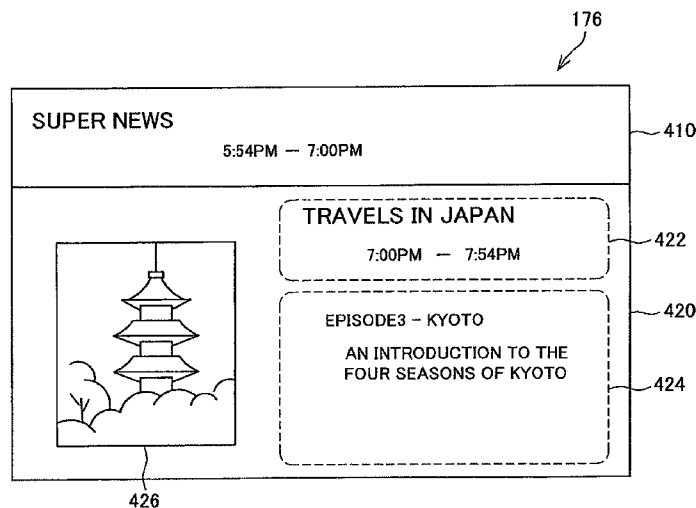 176
SUPER NEWS
5:54PM — 7:00PM
410
TRAVELS IN JAPAN
7:00PM — 7:54PM
422
420
EPISODE3 – KYOTO
AN INTRODUCTION TO THE
FOUR SEASONS OF KYOTO
424
426